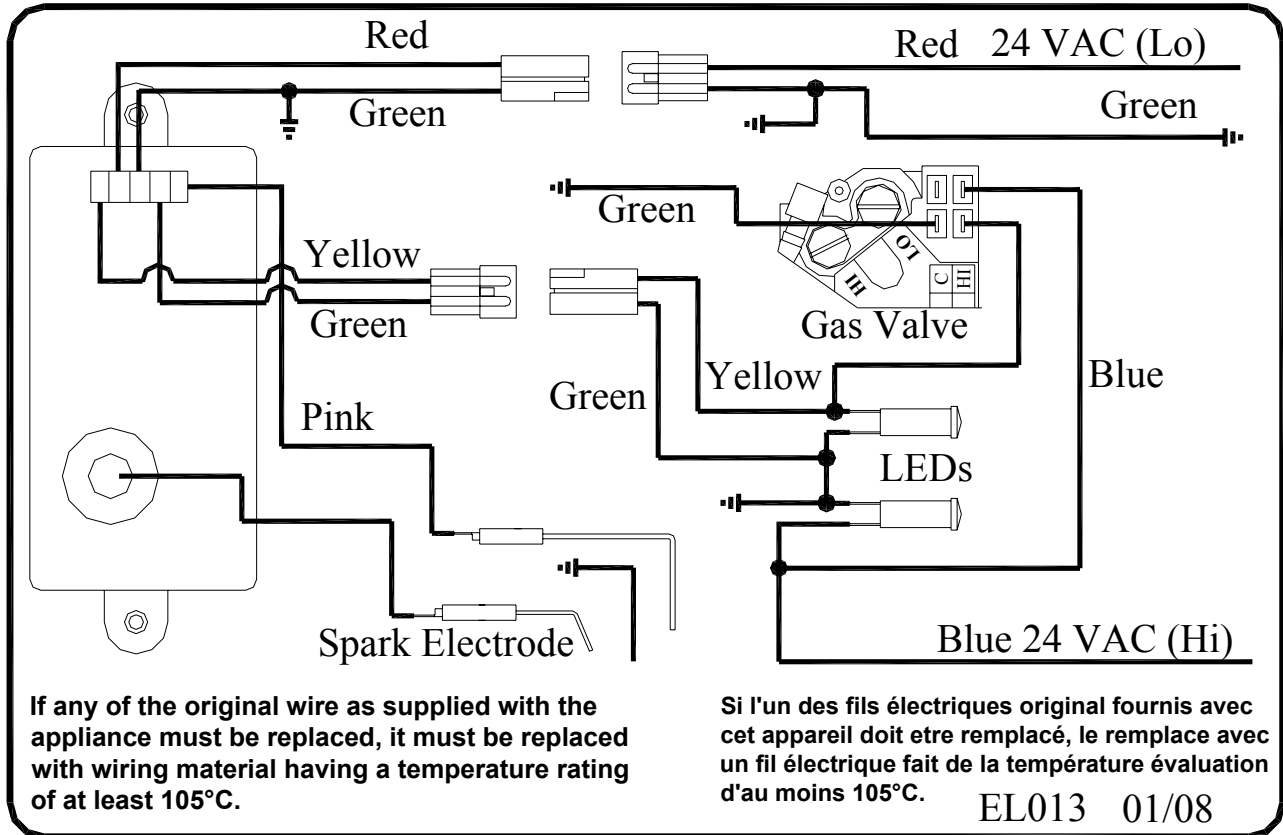 Red
Red 24 VAC (Lo)
Green
Green
Green
Yellow
Green
LO
HI
C
HI
Gas Valve
Blue
Yellow
Green
Pink
LEDs
Spark Electrode
Blue 24 VAC (Hi)
If any of the original wire as supplied with the
appliance must be replaced, it must be replaced
with wiring material having a temperature rating
of at least 105°C.
Si l'un des fils électriques original fournis avec
cet appareil doit etre remplacé, le remplace avec
un fil électrique fait de la température évaluation
d'au moins 105°C.
EL013 01/08